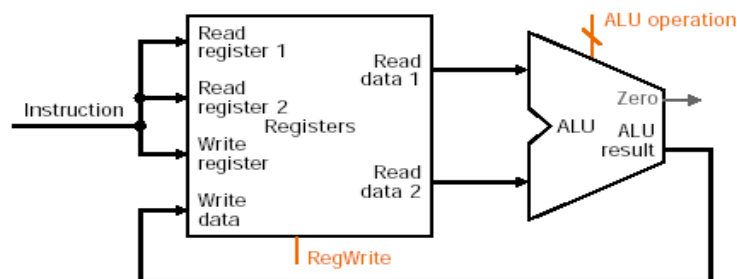 Instruction
Read
register 1
Read
register 2
Registers
Write
register
Write
data
Read
data 1
Read
data 2
RegWrite
ALU operation
Zero
ALU
ALU
result